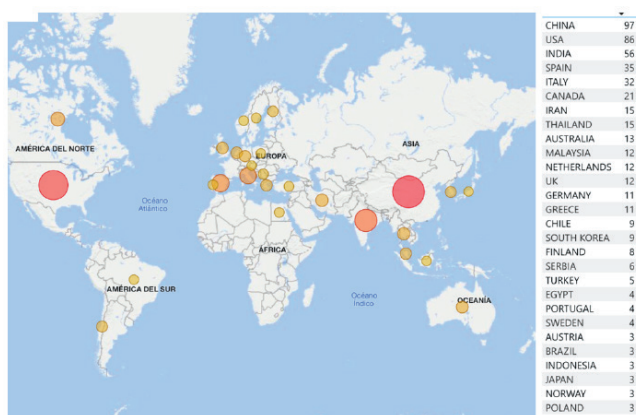 AMÉRICA DEL NORTE
EUROPA
ASIA
Océano
Atlántico
ÁFRICA
AMÉRICA DEL SUR
Océano
Índico
OCEANÍA
CHINA 97
USA 86
INDIA 56
SPAIN 35
ITALY 32
CANADA 21
IRAN 15
THAILAND 15
AUSTRALIA 13
MALAYSIA 12
NETHERLANDS 12
UK 12
GERMANY 11
GREECE 11
CHILE 9
SOUTH KOREA 9
FINLAND 8
SERBIA 6
TURKEY 5
EGYPT 4
PORTUGAL 4
SWEDEN 4
AUSTRIA 3
BRAZIL 3
INDONESIA 3
JAPAN 3
NORWAY 3
POLAND 3